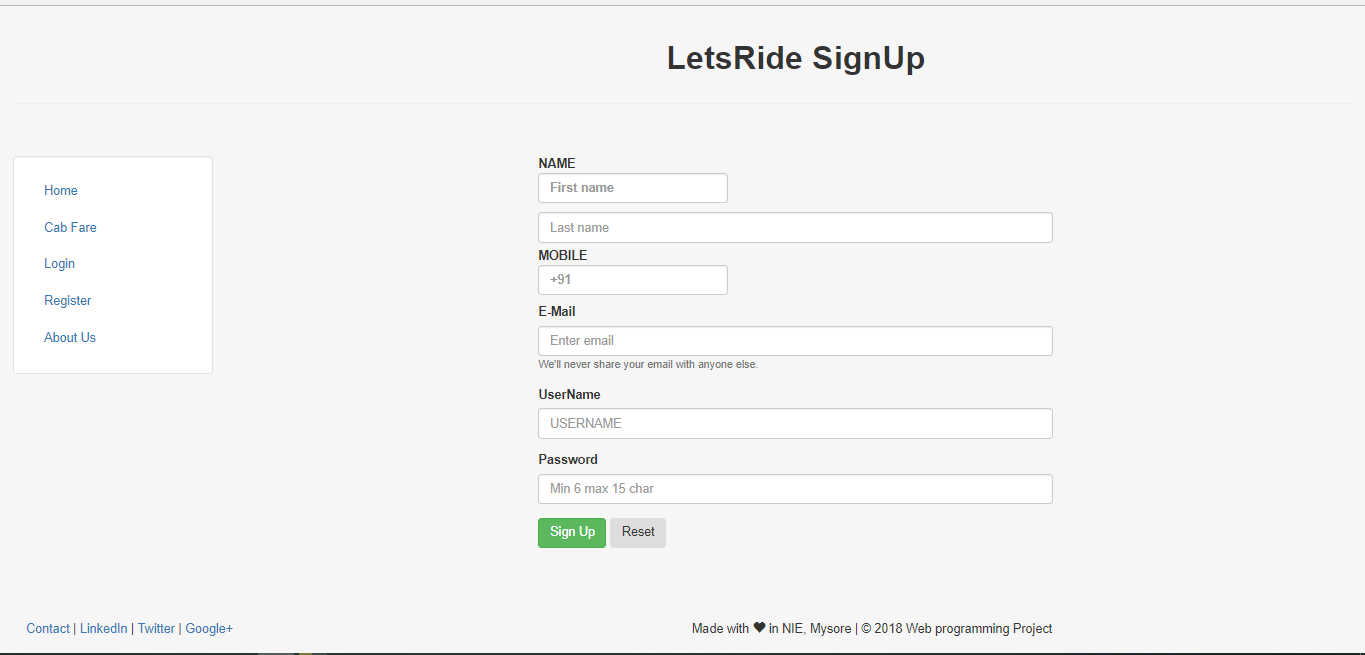 LetsRide SignUp
Home
Cab Fare
Login
Register
About Us
NAME
First name
Last name
MOBILE
+91
E-Mail
Enter email
We'll never share your email with anyone else.
UserName
USERNAME
Password
Min 6 max 15 char
Sign Up Reset
Contact | LinkedIn | Twitter | Google+
Made with ♥ in NIE, Mysore | © 2018 Web programming Project